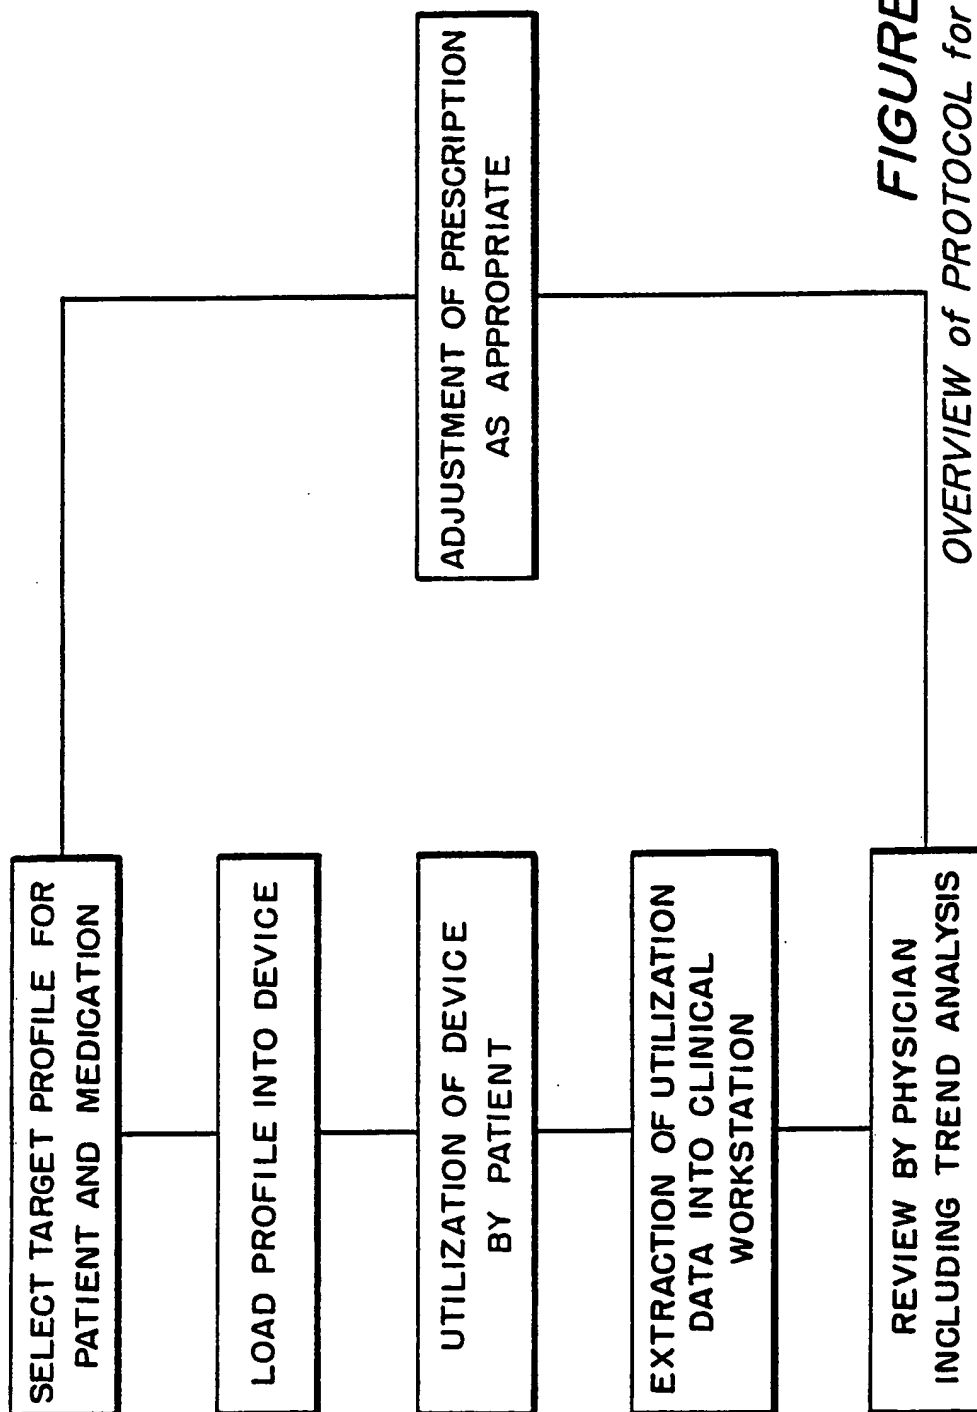 SELECT TARGET PROFILE FOR
PATIENT AND MEDICATION
LOAD PROFILE INTO DEVICE
UTILIZATION OF DEVICE
BY PATIENT
EXTRACTION OF UTILIZATION
DATA INTO CLINICAL
WORKSTATION
REVIEW BY PHYSICIAN
INCLUDING TREND ANALYSIS
ADJUSTMENT OF PRESCRIPTION
AS APPROPRIATE
FIGURE
OVERVIEW of PROTOCOL for